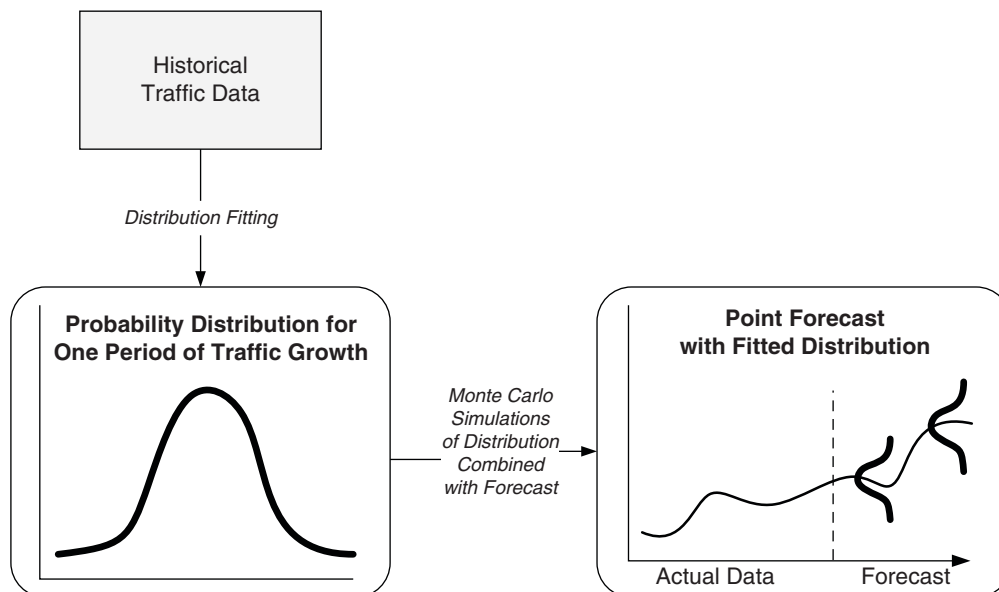 Historical
Traffic Data
Distribution Fitting
Probability Distribution for
One Period of Traffic Growth
Monte Carlo
Simulations
of Distribution
Combined
with Forecast
Point Forecast
with Fitted Distribution
Actual Data
Forecast